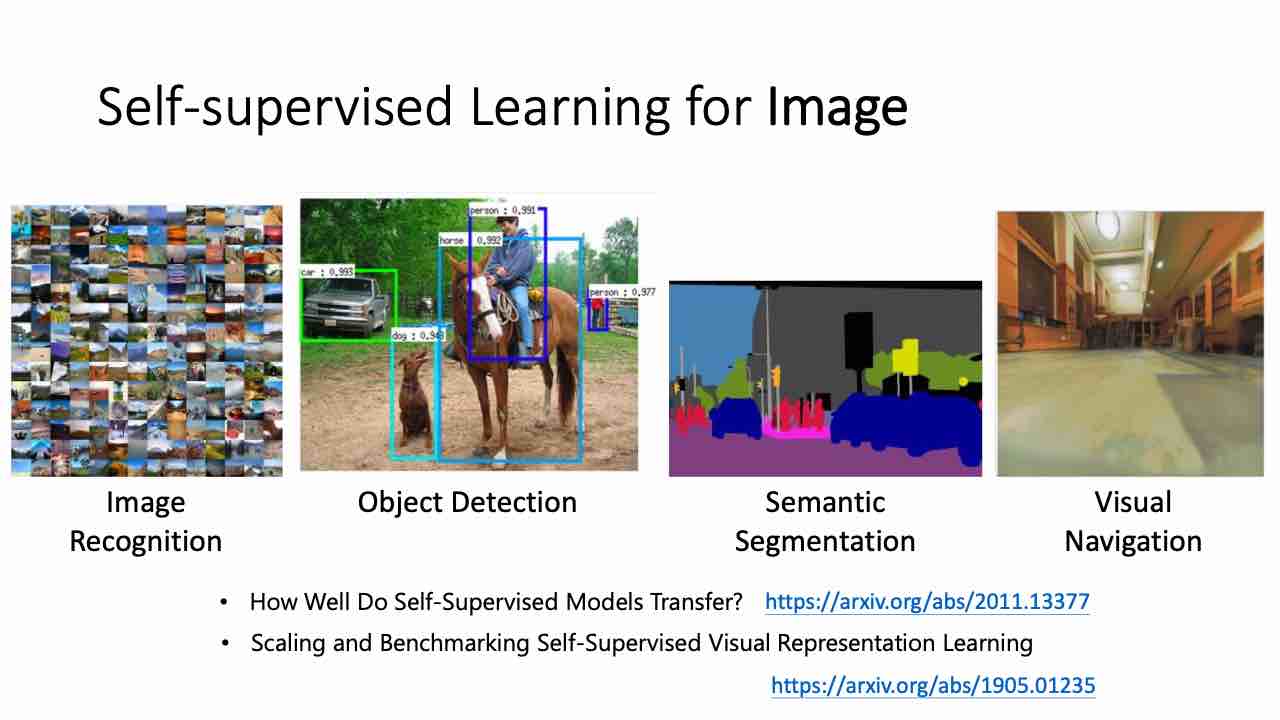 Self-supervised Learning for Image
person : 0.991
horse : 0.992
car : 0.993
person : 0.977
dog : 0.94
Image
Recognition
Object Detection
Semantic
Segmentation
Visual
Navigation
• How Well Do Self-Supervised Models Transfer? https://arxiv.org/abs/2011.13377
• Scaling and Benchmarking Self-Supervised Visual Representation Learning
https://arxiv.org/abs/1905.01235